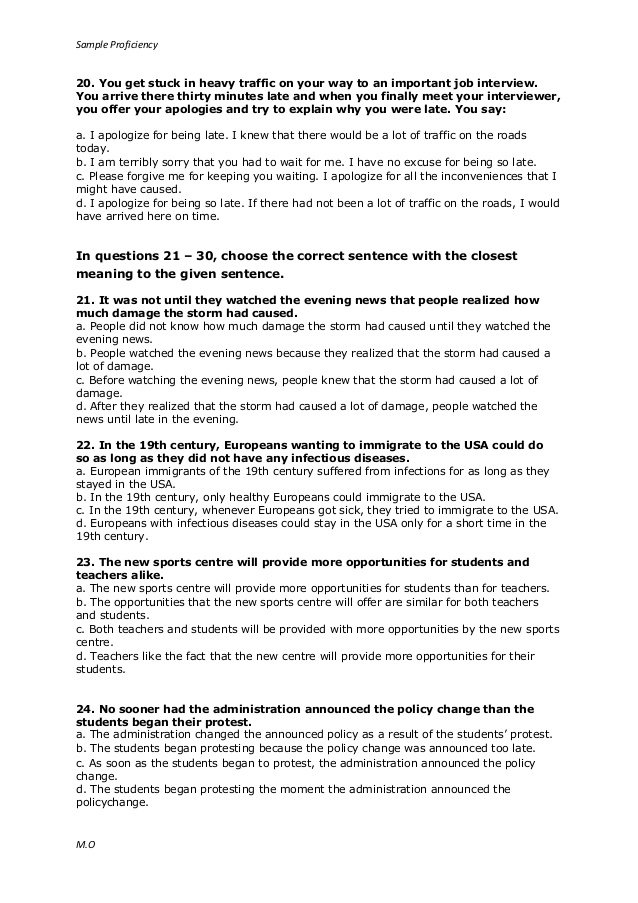 Sample Proficiency
20. You get stuck in heavy traffic on your way to an important job interview.
You arrive there thirty minutes late and when you finally meet your interviewer,
you offer your apologies and try to explain why you were late. You say:
a. I apologize for being late. I knew that there would be a lot of traffic on the roads
today.
b. I am terribly sorry that you had to wait for me. I have no excuse for being so late.
c. Please forgive me for keeping you waiting. I apologize for all the inconveniences that I
might have caused.
d. I apologize for being so late. If there had not been a lot of traffic on the roads, I would
have arrived here on time.
In questions 21 – 30, choose the correct sentence with the closest
meaning to the given sentence.
21. It was not until they watched the evening news that people realized how
much damage the storm had caused.
a. People did not know how much damage the storm had caused until they watched the
evening news.
b. People watched the evening news because they realized that the storm had caused a
lot of damage.
c. Before watching the evening news, people knew that the storm had caused a lot of
damage.
d. After they realized that the storm had caused a lot of damage, people watched the
news until late in the evening.
22. In the 19th century, Europeans wanting to immigrate to the USA could do
so as long as they did not have any infectious diseases.
a. European immigrants of the 19th century suffered from infections for as long as they
stayed in the USA.
b. In the 19th century, only healthy Europeans could immigrate to the USA.
c. In the 19th century, whenever Europeans got sick, they tried to immigrate to the USA.
d. Europeans with infectious diseases could stay in the USA only for a short time in the
19th century.
23. The new sports centre will provide more opportunities for students and
teachers alike.
a. The new sports centre will provide more opportunities for students than for teachers.
b. The opportunities that the new sports centre will offer are similar for both teachers
and students.
c. Both teachers and students will be provided with more opportunities by the new sports
centre.
d. Teachers like the fact that the new centre will provide more opportunities for their
students.
24. No sooner had the administration announced the policy change than the
students began their protest.
a. The administration changed the announced policy as a result of the students’ protest.
b. The students began protesting because the policy change was announced too late.
c. As soon as the students began to protest, the administration announced the policy
change.
d. The students began protesting the moment the administration announced the
policychange.
M.O